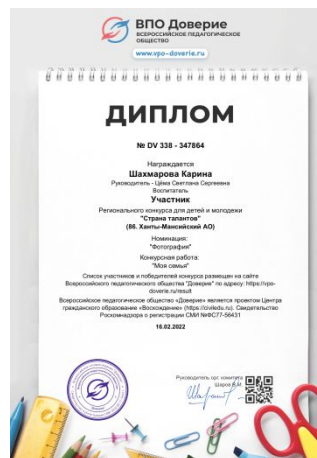 ВПО Доверие
ВСЕРОССИЙСКОЕ ПЕДАГОГИЧЕСКОЕ
ОБЩЕСТВО
www.vpo-doverie.ru
ДИПЛОМ
№ DV 338 - 347864
Награждается
Шахмарова Карина
Руководитель - Цёма Светлана Сергеевна
Воспитатель
Участник
Регионального конкурса для детей и молодежи
"Страна талантов"
(86. Ханты-Мансийский АО)
Номинация:
"Фотография"
Конкурсная работа:
"Моя семья"
Список участников и победителей конкурса размещен на сайте
Всероссийского педагогического общества "Доверие" по адресу: https://vpo-
doverie.ru/result
Всероссийское педагогическое общество «Доверие» является проектом Центра
гражданского образования «Восхождение» (https://civiledu.ru). Свидетельство
Роскомнадзора о регистрации СМИ №ФС77-56431
16.02.2022
Руководитель орг. комитета
Шаров В.М.